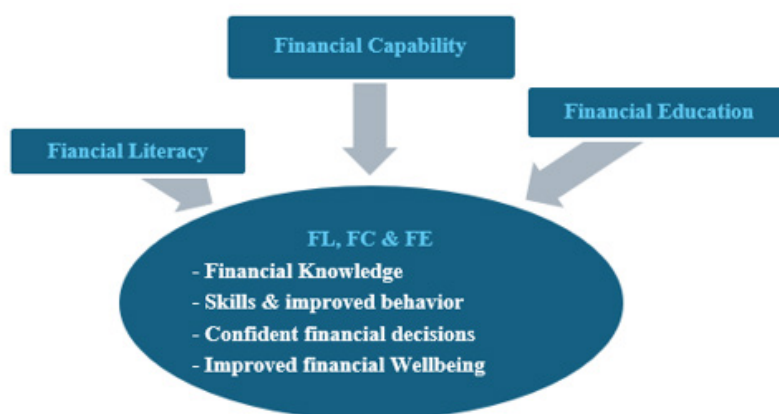 Financial Capability
Financial Education
Fiancial Literacy
FL, FC & FE
- Financial Knowledge
- Skills & improved behavior
- Confident financial decisions
- Improved financial Wellbeing